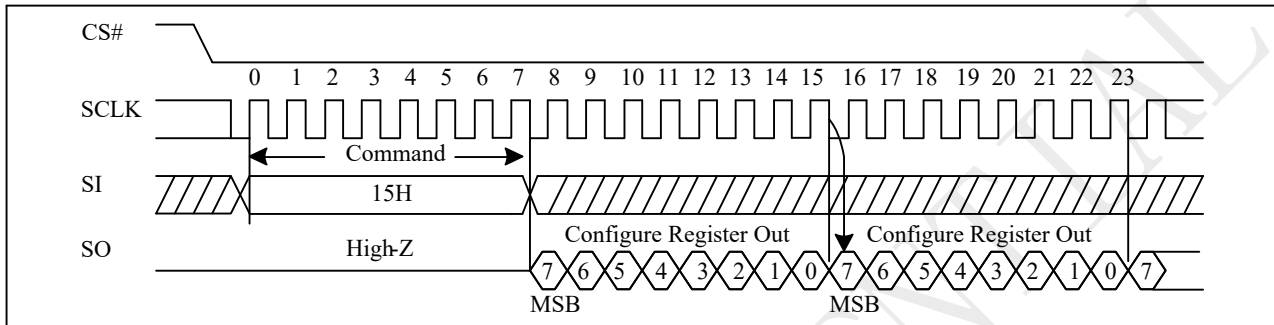 CS#
0 1 2 3 4 5 6 7 8 9 10 11 12 13 14 15 16 17 18 19 20 21 22 23
SCLK
Command
SI
15H
SO
High-Z
Configure Register Out
Configure Register Out
7 6 5 4 3 2 1 0 7 6 5 4 3 2 1 0 7
MSB
MSB